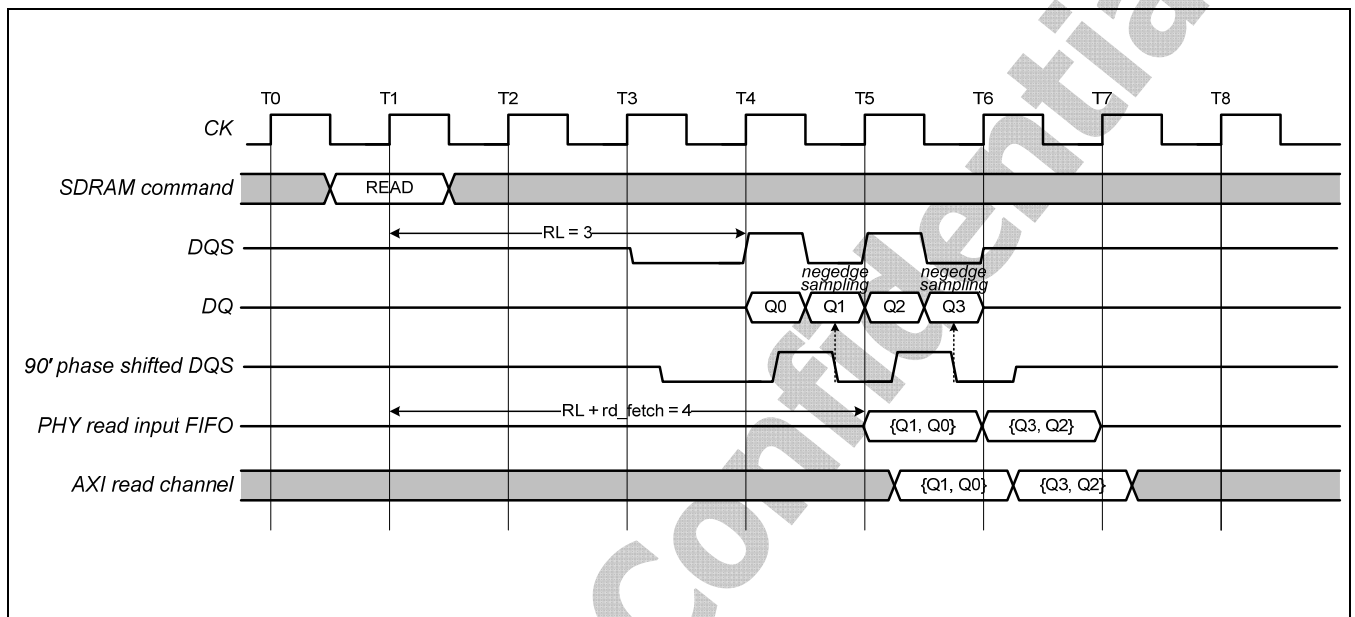 T0 T1 T2 T3 T4 T5 T6 T7 T8
CK
SDRAM command READ
RL = 3
DQS
negedge negedge
sampling sampling
DQ Q0 Q1 Q2 Q3
90′ phase shifted DQS
RL + rd_fetch = 4
PHY read input FIFO {Q1, Q0} {Q3, Q2}
AXI read channel {Q1, Q0} {Q3, Q2}
Confidential